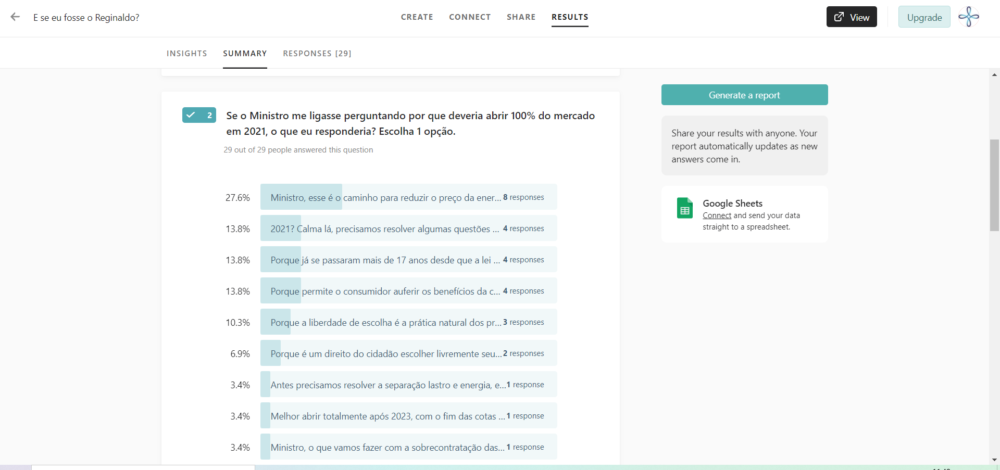 E se eu fosse o Reginaldo?
CREATE CONNECT SHARE RESULTS
View
Upgrade
INSIGHTS SUMMARY RESPONSES [29]
2
Se o Ministro me ligasse perguntando por que deveria abrir 100% do mercado
em 2021, o que eu responderia? Escolha 1 opção.
29 out of 29 people answered this question
27.6% Ministro, esse é o caminho para reduzir o preço da ener... 8 responses
13.8% 2021? Calma lá, precisamos resolver algumas questões ... 4 responses
13.8% Porque já se passaram mais de 17 anos desde que a lei ... 4 responses
13.8% Porque permite o consumidor auferir os benefícios da c... 4 responses
10.3% Porque a liberdade de escolha é a prática natural dos pr... 3 responses
6.9% Porque é um direito do cidadão escolher livremente seu... 2 responses
3.4% Antes precisamos resolver a separação lastro e energia, e... 1 response
3.4% Melhor abrir totalmente após 2023, com o fim das cotas ... 1 response
3.4% Ministro, o que vamos fazer com a sobrecontratação das... 1 response
Generate a report
Share your results with anyone. Your
report automatically updates as new
answers come in.
Google Sheets
Connect and send your data
straight to a spreadsheet.